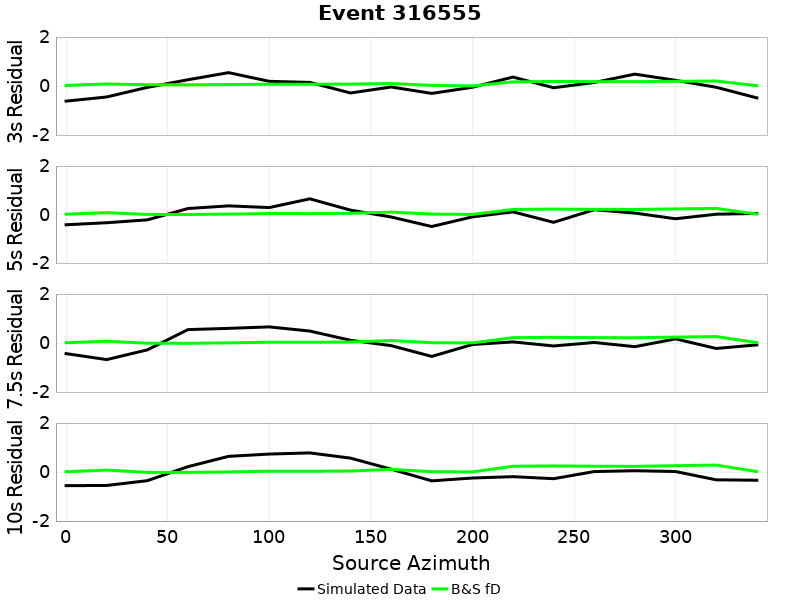 Event 316555
3s Residual
2
0
-2
5s Residual
2
0
-2
7.5s Residual
2
0
-2
10s Residual
2
0
-2
0 50 100 150 200 250 300
Source Azimuth
Simulated Data B&S fD